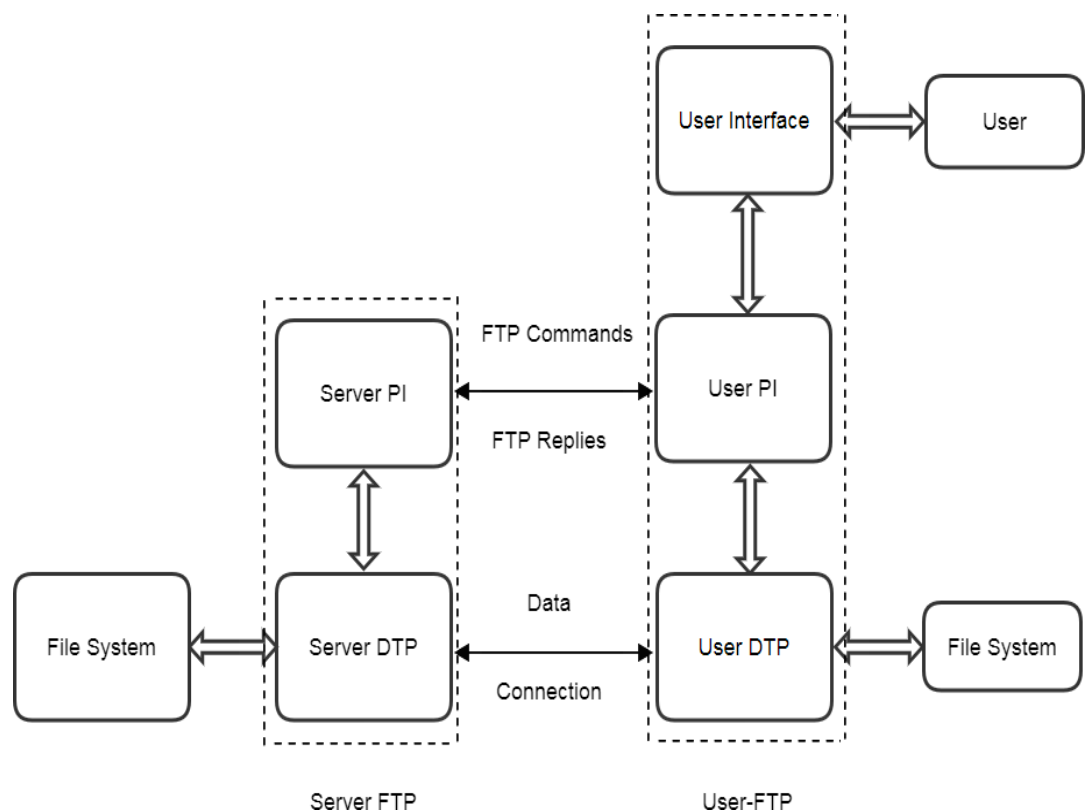 User Interface
User
FTP Commands
Server PI
User PI
FTP Replies
Data
File System
Server DTP
User DTP
File System
Connection
Server FTP
User-FTP